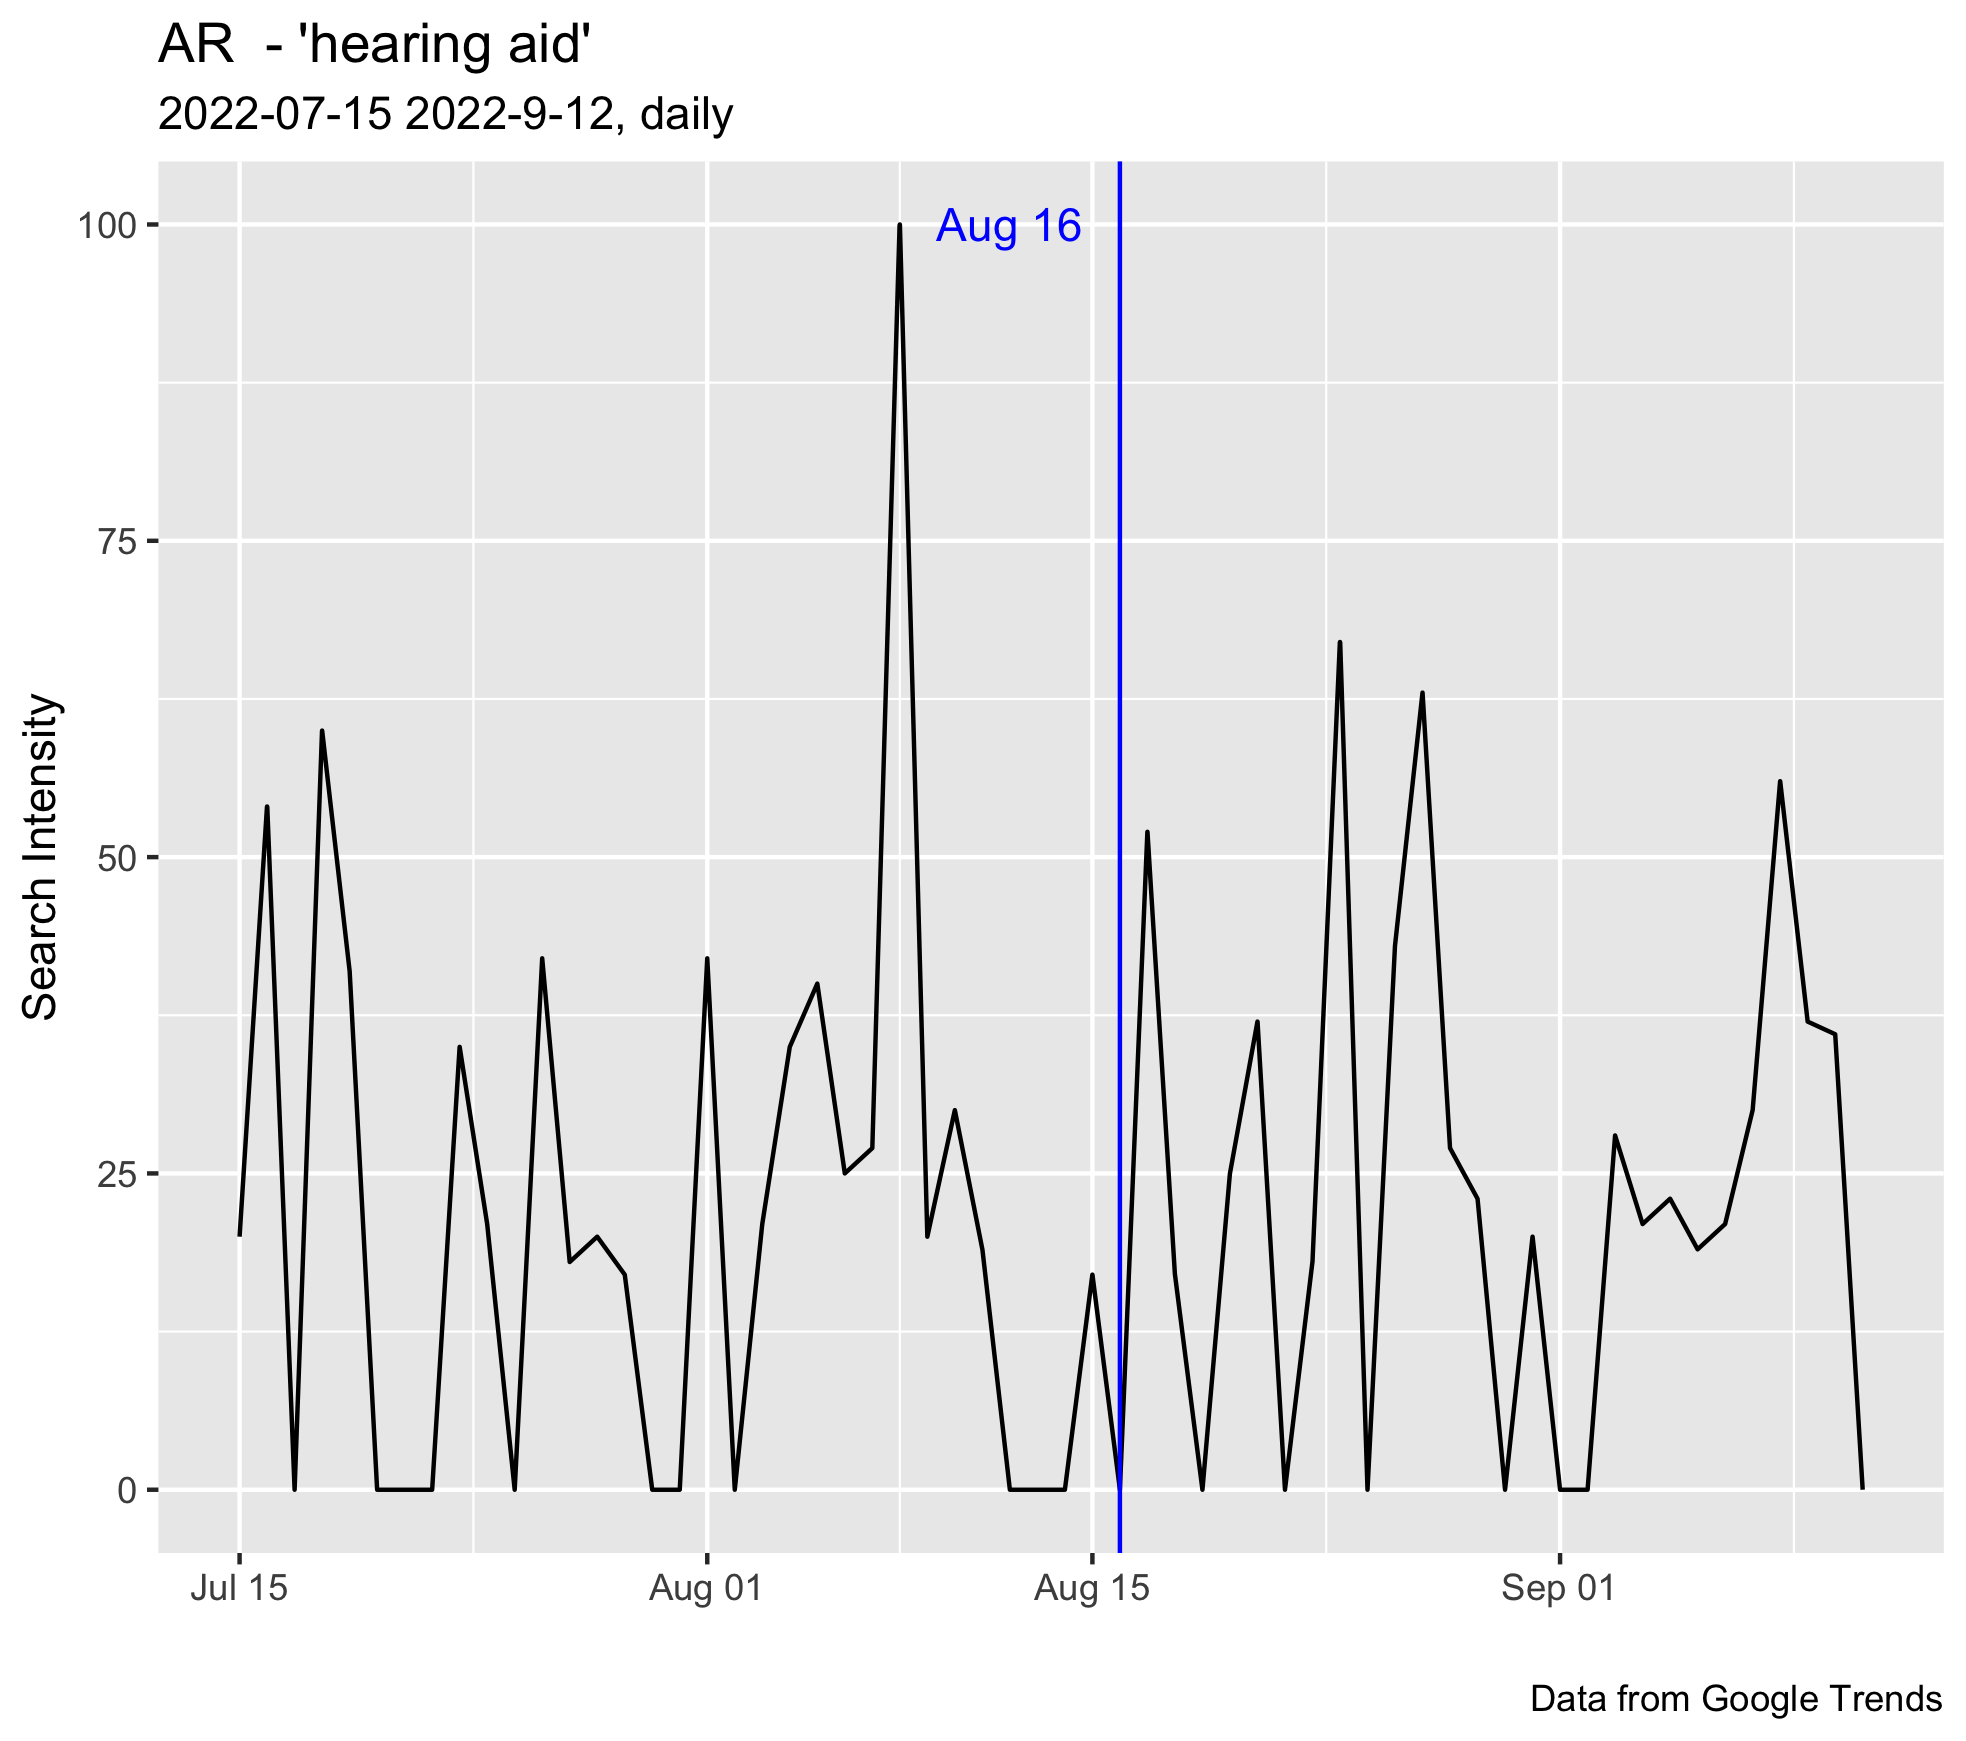 AR  - 'hearing aid'
2022-07-15 2022-9-12, daily
Aug 16
100
75
50
25
0
Search Intensity
Jul 15
Aug 01
Aug 15
Sep 01
Data from Google Trends